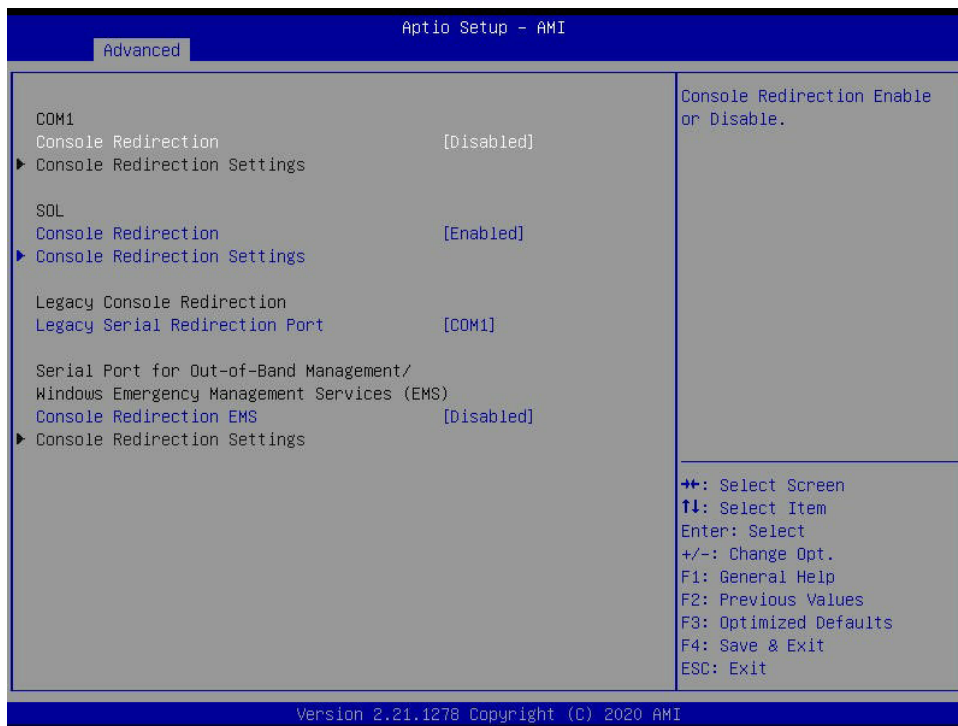 Aptio Setup – AMI
Advanced
COM1
Console Redirection [Disabled]
▶ Console Redirection Settings
SOL
Console Redirection [Enabled]
▶ Console Redirection Settings
Legacy Console Redirection
Legacy Serial Redirection Port [COM1]
Serial Port for Out-of-Band Management/
Windows Emergency Management Services (EMS)
Console Redirection EMS [Disabled]
▶ Console Redirection Settings
Console Redirection Enable
or Disable.
→←: Select Screen
↑↓: Select Item
Enter: Select
+/-: Change Opt.
F1: General Help
F2: Previous Values
F3: Optimized Defaults
F4: Save & Exit
ESC: Exit
Version 2.21.1278 Copyright (C) 2020 AMI